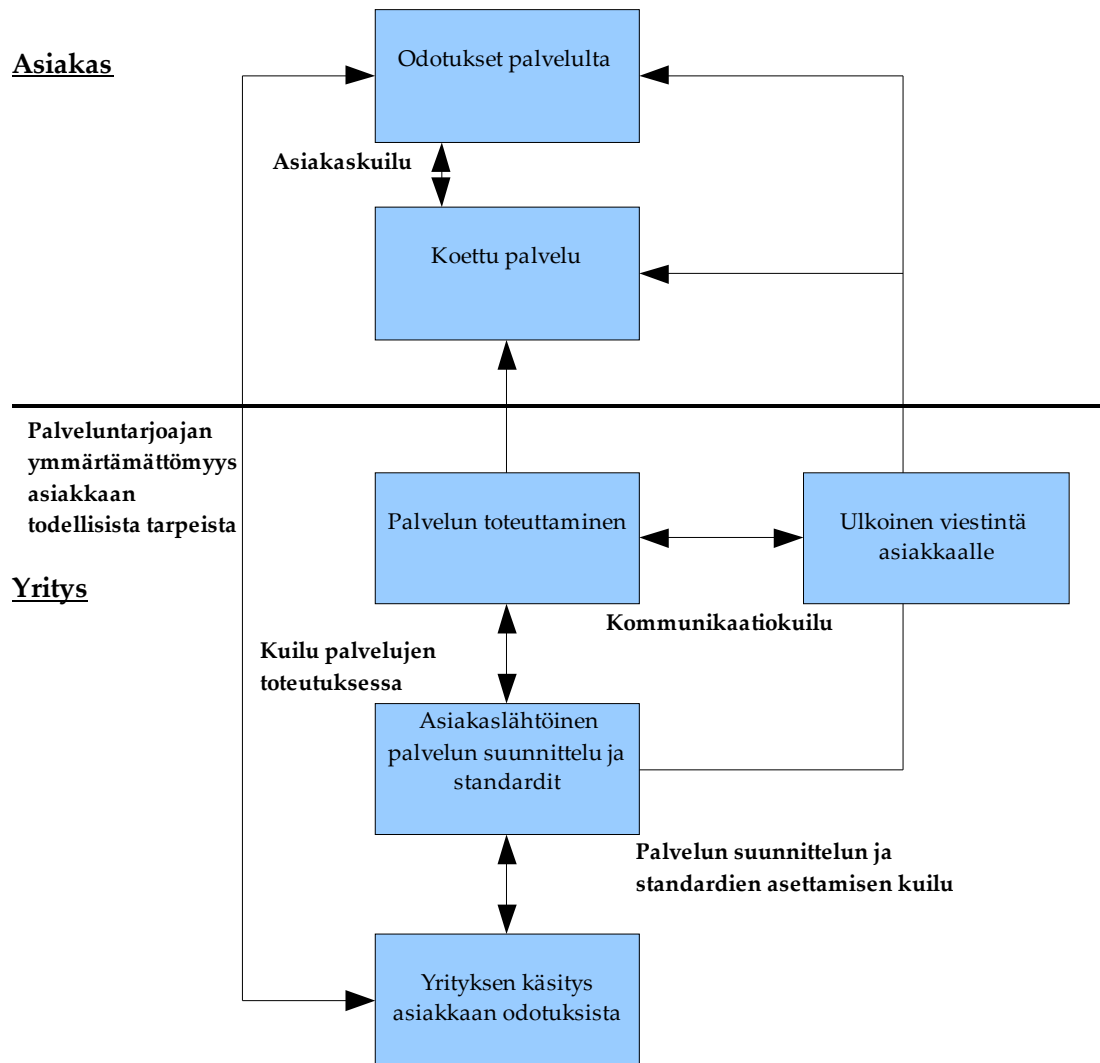 Asiakas
Odotukset palvelulta
Asiakaskuilu
Koettu palvelu
Palveluntarjoajan
ymmärtämättömyys
asiakkaan
todellisista tarpeista
Palvelun toteuttaminen
Ulkoinen viestintä
asiakkaalle
Yritys
Kommunikaatiokuilu
Kuilu palvelujen
toteutuksessa
Asiakaslähtöinen
palvelun suunnittelu ja
standardit
Palvelun suunnittelun ja
standardien asettamisen kuilu
Yrityksen käsitys
asiakkaan odotuksista